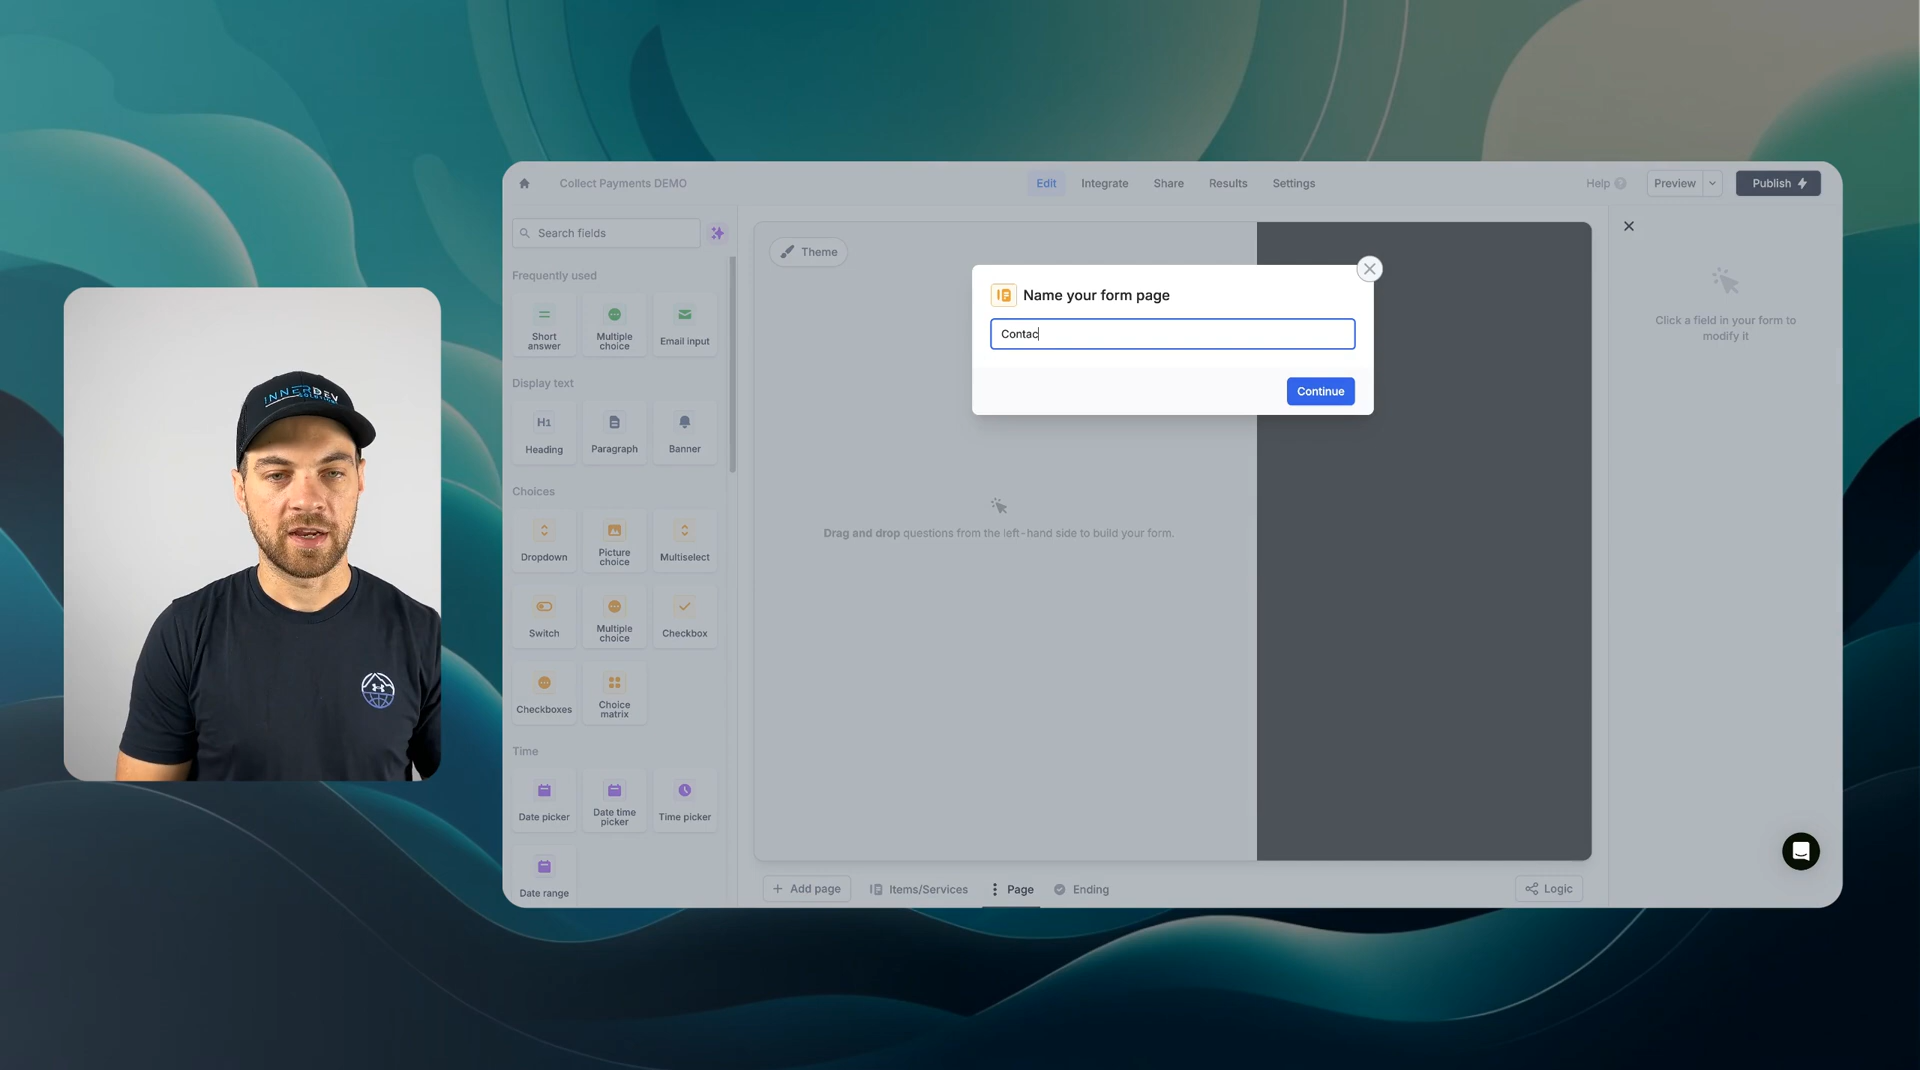 Collect Payments DEMO
Edit
Integrate
Share
Results
Settings
Help
Preview
Publish
Search fields
Frequently used
Short
answer
Multiple
choice
Email input
Display text
H1
Heading
Paragraph
Banner
Choices
Dropdown
Picture
choice
Multiselect
Switch
Multiple
choice
Checkbox
Checkboxes
Choice
matrix
Time
Date picker
Date time
picker
Time picker
Date range
Theme
Name your form page
Contac
Continue
Drag and drop questions from the left-hand side to build your form.
Click a field in your form to
modify it
Add page
Items/Services
Page
Ending
Logic
INNERDEV
SOLUTIONS